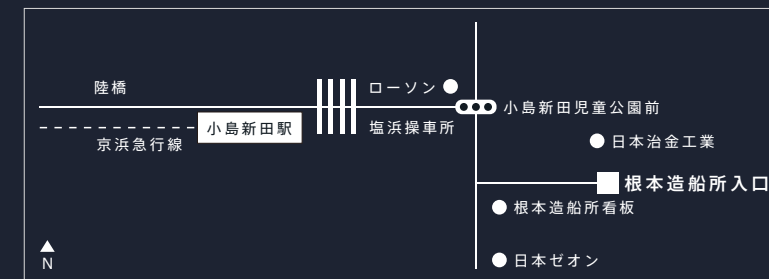 陸橋
ローソン
小島新田児童公園前
小島新田駅
塩浜操車所
京浜急行線
日本治金工業
根本造船所入口
根本造船所看板
日本ゼオン
N